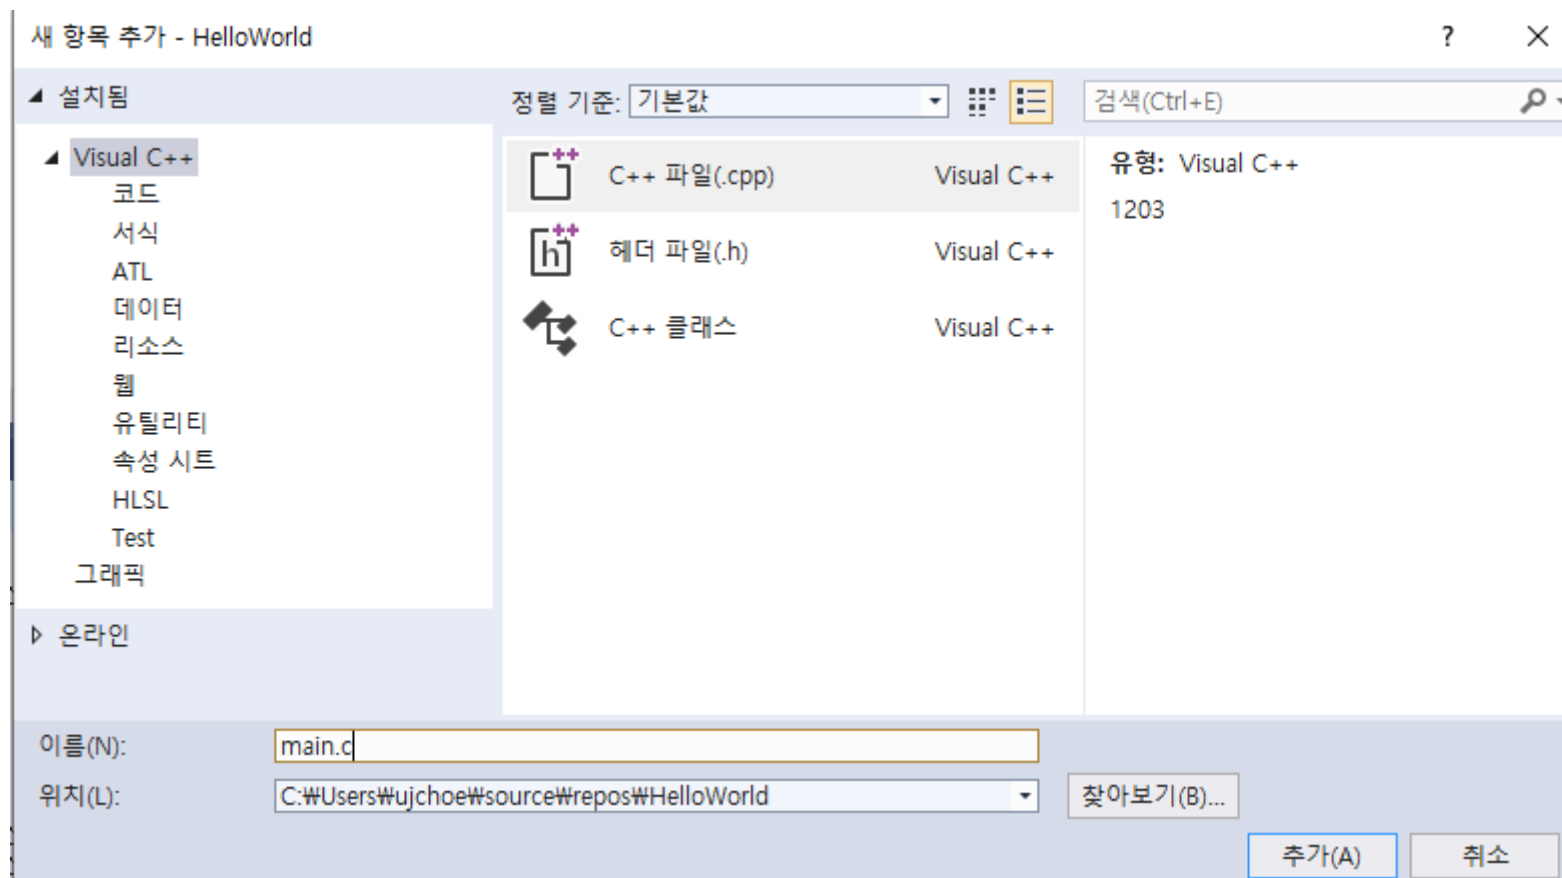 새 항목 추가 - HelloWorld ?
설치됨
정렬 기준: 기본값
검색(Ctrl+E)
Visual C++
코드
서식
ATL
데이터
리소스
웹
유틸리티
속성 시트
HLSL
Test
그래픽
온라인
C++ 파일(.cpp) Visual C++
헤더 파일(.h) Visual C++
C++ 클래스 Visual C++
유형: Visual C++
1203
이름(N): main.c
위치(L): C:₩Users₩ujchoe₩source₩repos₩HelloWorld 찾아보기(B)...
추가(A) 취소